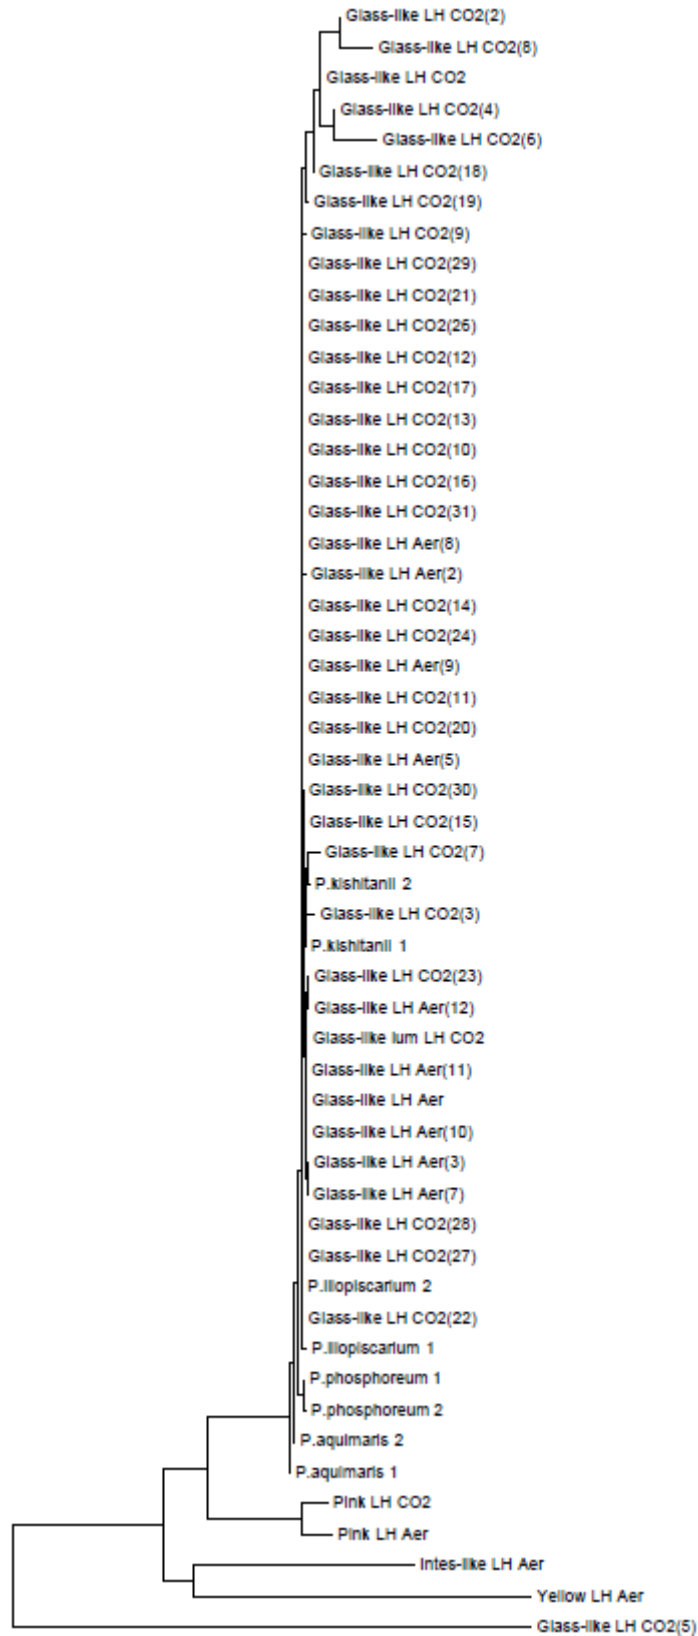 Glass-like LH CO2(2)
Glass-like LH CO2(8)
Glass-like LH CO2
Glass-like LH CO2(4)
Glass-like LH CO2(6)
Glass-like LH CO2(18)
Glass-like LH CO2(19)
Glass-like LH CO2(9)
Glass-like LH CO2(29)
Glass-like LH CO2(21)
Glass-like LH CO2(26)
Glass-like LH CO2(12)
Glass-like LH CO2(17)
Glass-like LH CO2(13)
Glass-like LH CO2(10)
Glass-like LH CO2(16)
Glass-like LH CO2(31)
Glass-like LH Aer(8)
Glass-like LH Aer(2)
Glass-like LH CO2(14)
Glass-like LH CO2(24)
Glass-like LH Aer(9)
Glass-like LH CO2(11)
Glass-like LH CO2(20)
Glass-like LH Aer(5)
Glass-like LH CO2(30)
Glass-like LH CO2(15)
Glass-like LH CO2(7)
P.kishitanii 2
Glass-like LH CO2(3)
P.kishitanii 1
Glass-like LH CO2(23)
Glass-like LH Aer(12)
Glass-like lum LH CO2
Glass-like LH Aer(11)
Glass-like LH Aer
Glass-like LH Aer(10)
Glass-like LH Aer(3)
Glass-like LH Aer(7)
Glass-like LH CO2(28)
Glass-like LH CO2(27)
P.iliopiscarium 2
Glass-like LH CO2(22)
P.iliopiscarium 1
P.phosphoreum 1
P.phosphoreum 2
P.aquimaris 2
P.aquimaris 1
Pink LH CO2
Pink LH Aer
Intes-like LH Aer
Yellow LH Aer
Glass-like LH CO2(5)